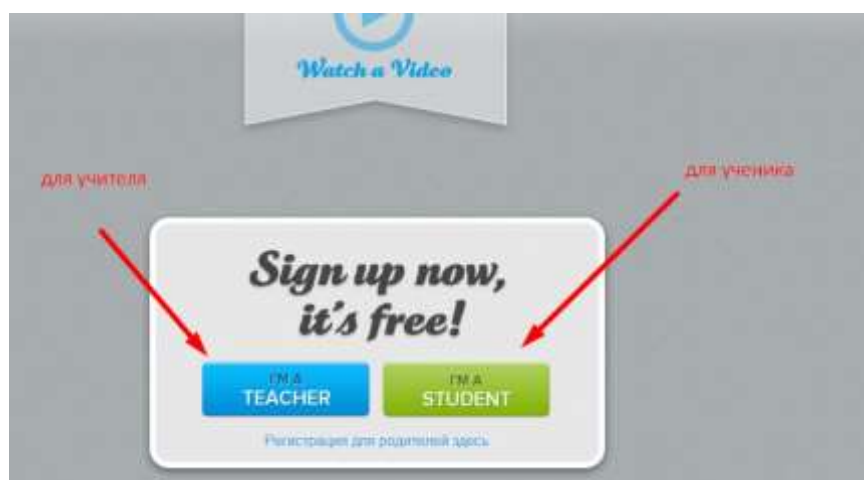 Watch a Video
для учителя
для ученика
Sign up now,
it's free!
I'M A
TEACHER
I'M A
STUDENT
Регистрация для родителей здесь